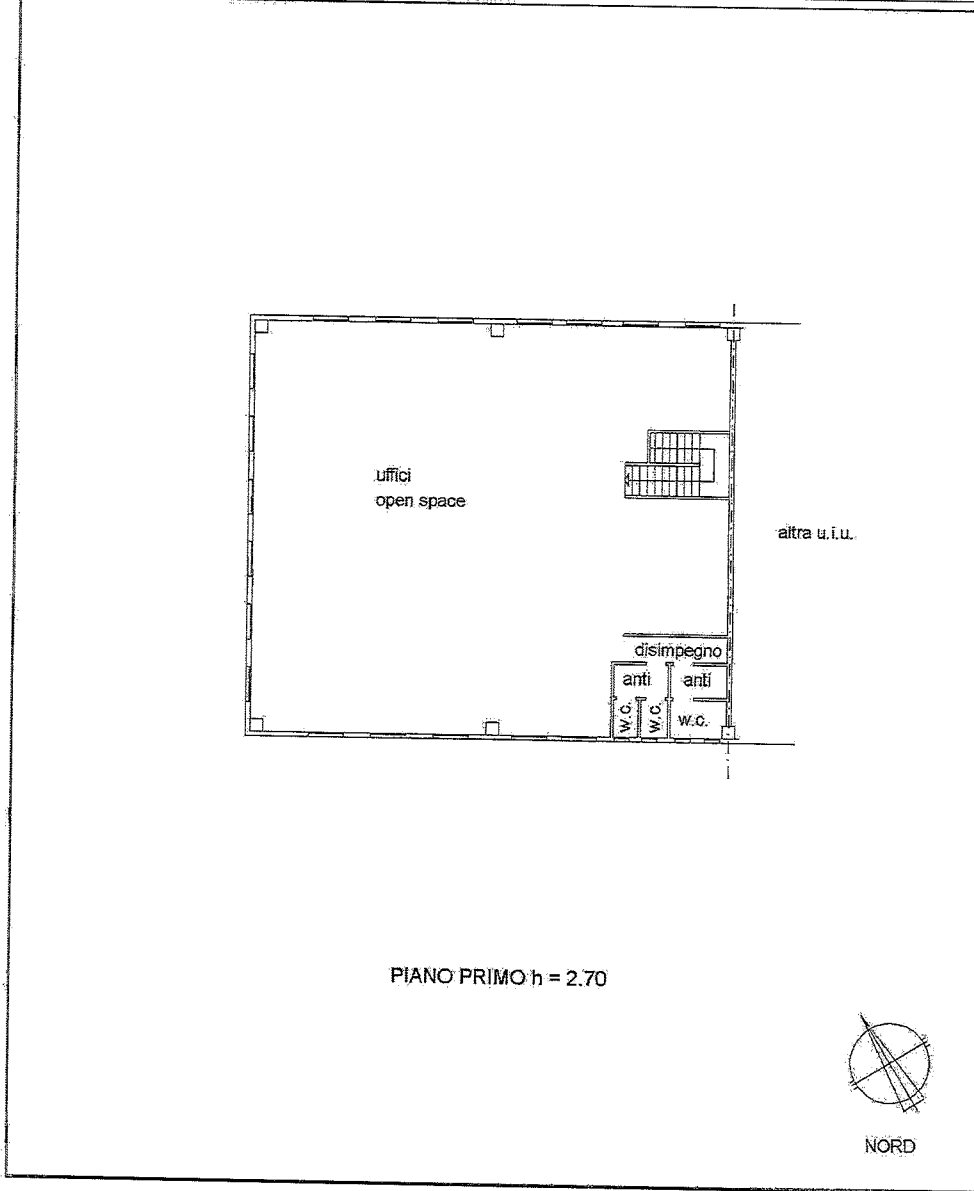 uffici
open space
altra u.i.u.
disimpegno
anti
anti
w.c.
w.c.
w.c.
PIANO PRIMO h = 2.70
NORD